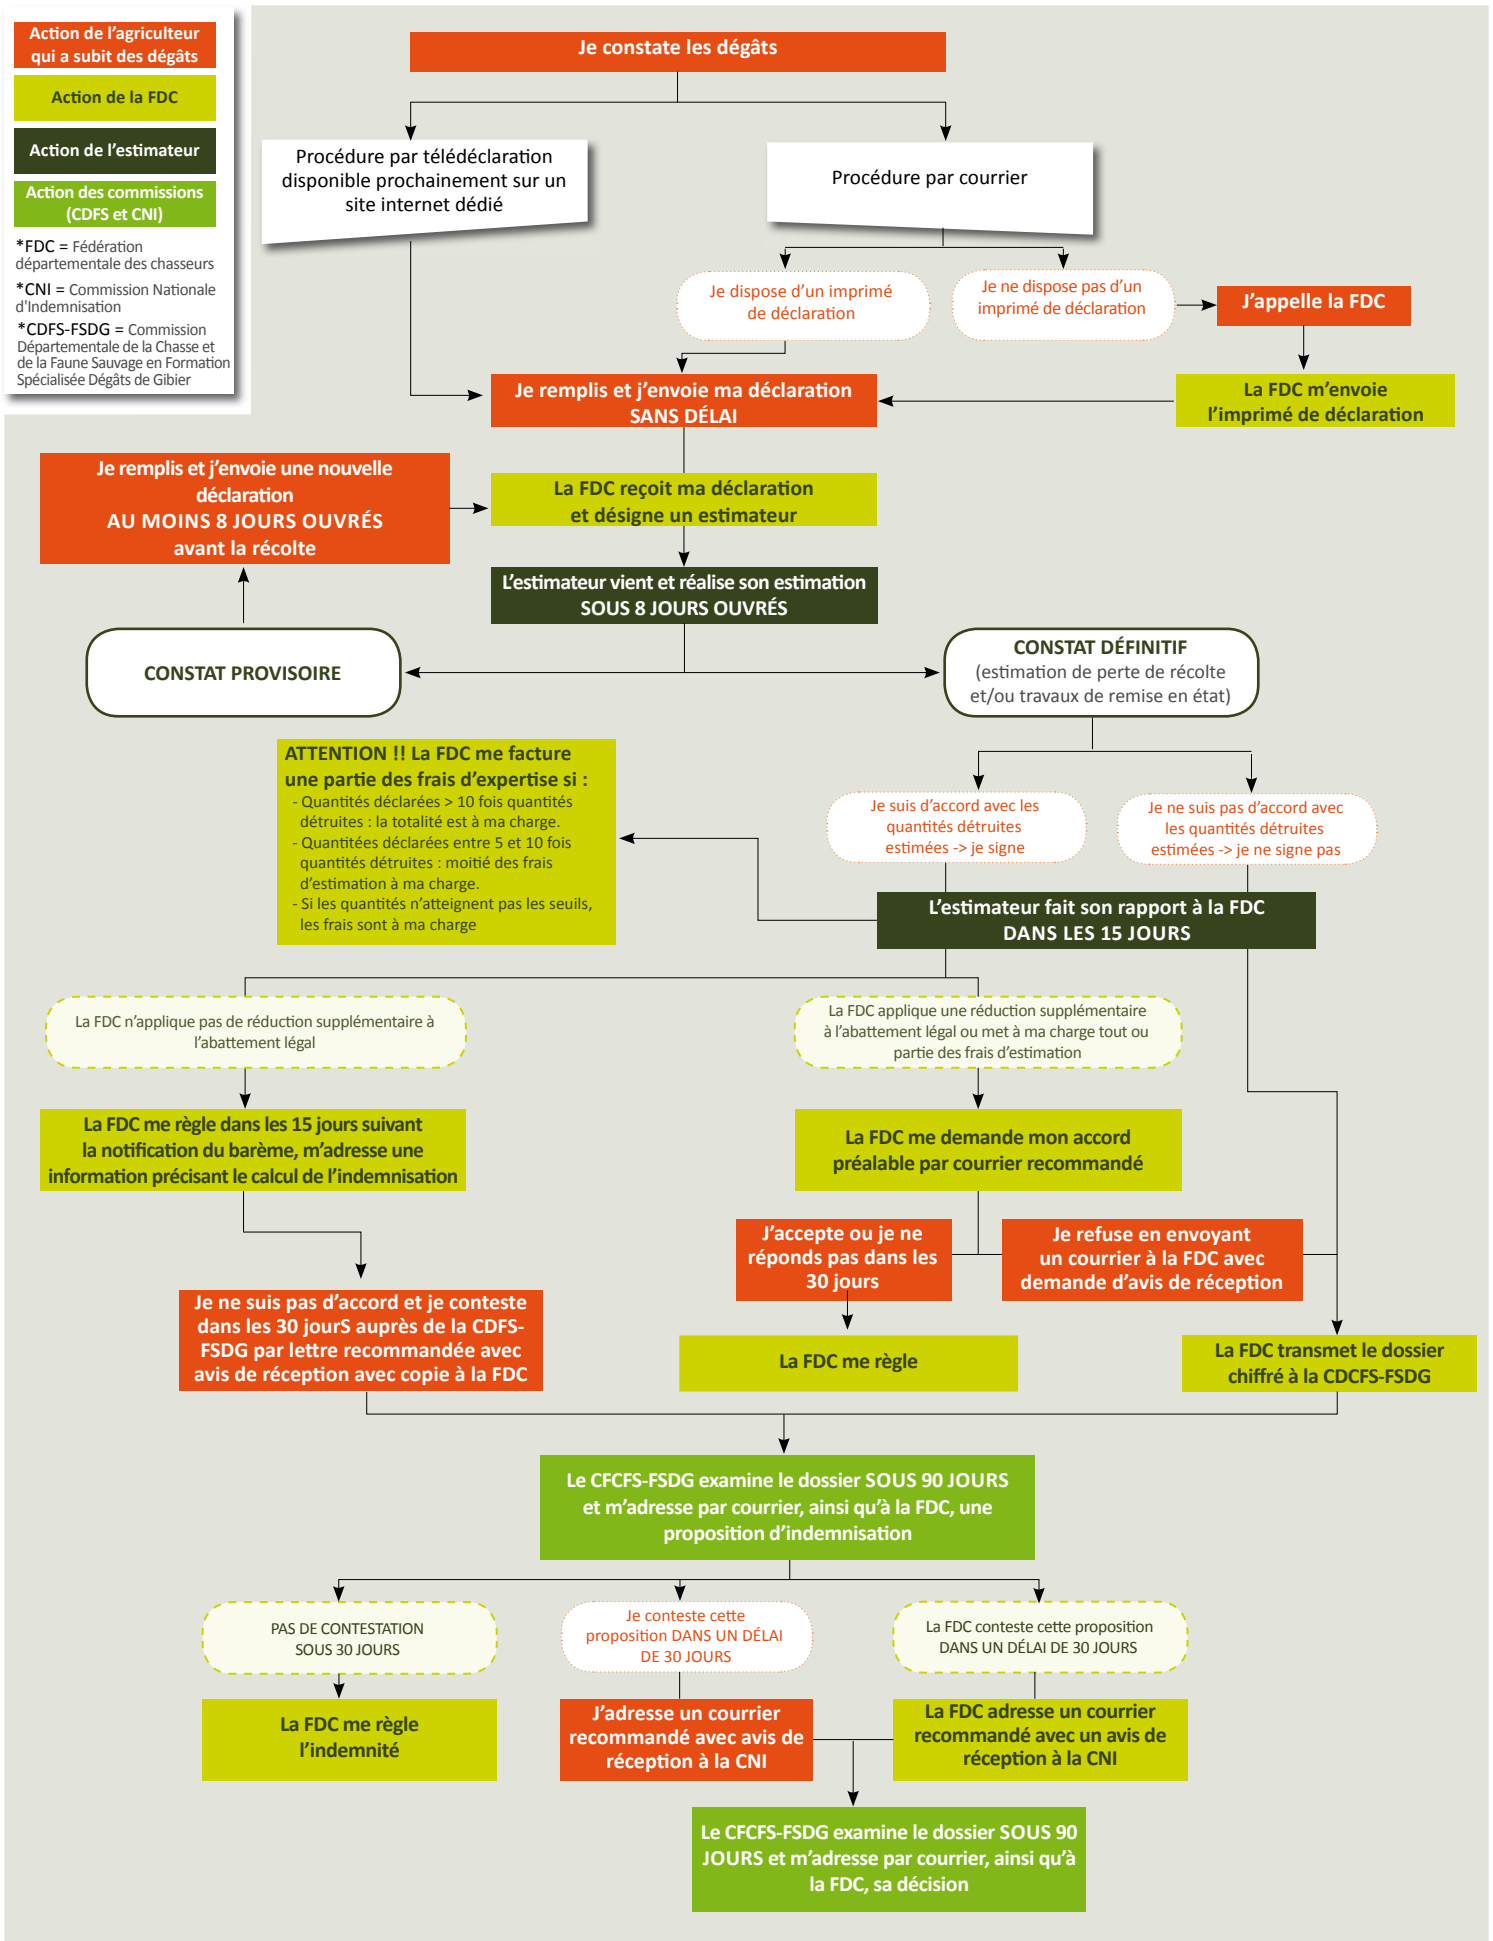 Action de l'agriculteur
qui a subit des dégâts
Action de la FDC
Action de l'estimateur
Action des commissions
(CDFS et CNI)
*FDC = Fédération
départementale des chasseurs
*CNI = Commission Nationale
d'Indemnisation
*CDFS-FSDG = Commission
Départementale de la Chasse et
de la Faune Sauvage en Formation
Spécialisée Dégâts de Gibier
Je constate les dégâts
Procédure par télédéclaration
disponible prochainement sur un
site internet dédié
Procédure par courrier
Je dispose d'un imprimé
de déclaration
Je ne dispose pas d'un
imprimé de déclaration
J'appelle la FDC
La FDC m'envoie
l'imprimé de déclaration
Je remplis et j'envoie ma déclaration
SANS DÉLAI
Je remplis et j'envoie une nouvelle
déclaration
AU MOINS 8 JOURS OUVRÉS
avant la récolte
La FDC reçoit ma déclaration
et désigne un estimateur
L'estimateur vient et réalise son estimation
SOUS 8 JOURS OUVRÉS
CONSTAT PROVISOIRE
CONSTAT DÉFINITIF
(estimation de perte de récolte
et/ou travaux de remise en état)
ATTENTION !! La FDC me facture
une partie des frais d'expertise si :
- Quantités déclarées > 10 fois quantités
détruites : la totalité est à ma charge.
- Quantitées déclarées entre 5 et 10 fois
quantités détruites : moitié des frais
d'estimation à ma charge.
- Si les quantités n'atteignent pas les seuils,
les frais sont à ma charge
Je suis d'accord avec les
quantités détruites
estimées -> je signe
Je ne suis pas d'accord avec
les quantités détruites
estimées -> je ne signe pas
L'estimateur fait son rapport à la FDC
DANS LES 15 JOURS
La FDC n'applique pas de réduction supplémentaire à
l'abattement légal
La FDC applique une réduction supplémentaire
à l'abattement légal ou met à ma charge tout ou
partie des frais d'estimation
La FDC me règle dans les 15 jours suivant
la notification du barème, m'adresse une
information précisant le calcul de l'indemnisation
La FDC me demande mon accord
préalable par courrier recommandé
J'accepte ou je ne
réponds pas dans les
30 jours
Je refuse en envoyant
un courrier à la FDC avec
demande d'avis de réception
Je ne suis pas d'accord et je conteste
dans les 30 jourS auprès de la CDFS-
FSDG par lettre recommandée avec
avis de réception avec copie à la FDC
La FDC me règle
La FDC transmet le dossier
chiffré à la CDCFS-FSDG
Le CFCFS-FSDG examine le dossier SOUS 90 JOURS
et m'adresse par courrier, ainsi qu'à la FDC, une
proposition d'indemnisation
PAS DE CONTESTATION
SOUS 30 JOURS
Je conteste cette
proposition DANS UN DÉLAI
DE 30 JOURS
La FDC conteste cette proposition
DANS UN DÉLAI DE 30 JOURS
La FDC me règle
l'indemnité
J'adresse un courrier
recommandé avec avis de
réception à la CNI
La FDC adresse un courrier
recommandé avec un avis de
réception à la CNI
Le CFCFS-FSDG examine le dossier SOUS 90
JOURS et m'adresse par courrier, ainsi qu'à
la FDC, sa décision